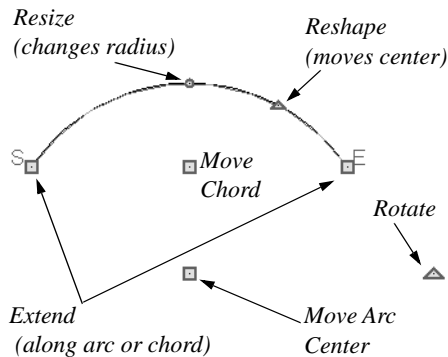 Resize
(changes radius)
Reshape
(moves center)
S
E
Move
Chord
Rotate
Extend
(along arc or chord)
Move Arc
Center